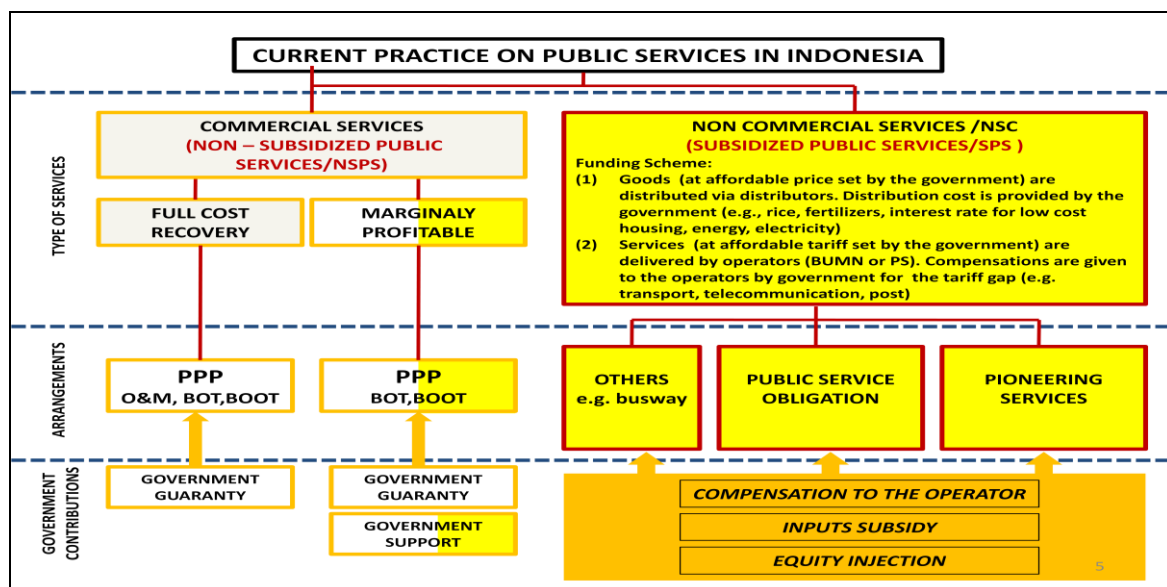 CURRENT PRACTICE ON PUBLIC SERVICES IN INDONESIA
TYPE OF SERVICES
COMMERCIAL SERVICES
(NON – SUBSIDIZED PUBLIC
SERVICES/NSPS)
FULL COST
RECOVERY
MARGINALY
PROFITABLE
NON COMMERCIAL SERVICES /NSC
(SUBSIDIZED PUBLIC SERVICES/SPS )
Funding Scheme:
(1) Goods (at affordable price set by the government) are
distributed via distributors. Distribution cost is provided by the
government (e.g., rice, fertilizers, interest rate for low cost
housing, energy, electricity)
(2) Services (at affordable tariff set by the government) are
delivered by operators (BUMN or PS). Compensations are given
to the operators by government for the tariff gap (e.g.
transport, telecommunication, post)
ARRANGEMENTS
PPP
O&M, BOT,BOOT
PPP
BOT,BOOT
OTHERS
e.g. busway
PUBLIC SERVICE
OBLIGATION
PIONEERING
SERVICES
GOVERNMENT
CONTRIBUTIONS
GOVERNMENT
GUARANTY
GOVERNMENT
GUARANTY
GOVERNMENT
SUPPORT
COMPENSATION TO THE OPERATOR
INPUTS SUBSIDY
EQUITY INJECTION
5